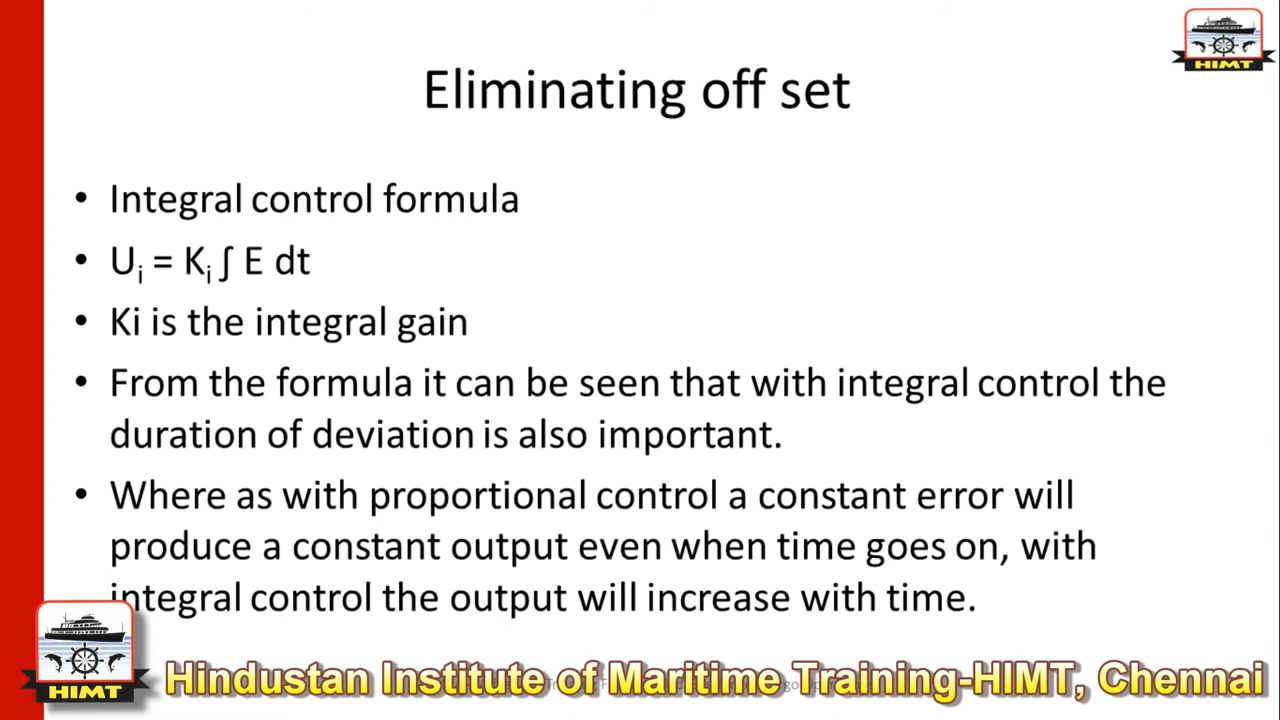 HIMT
Eliminating off set
• Integral control formula
• Uᵢ = Kᵢ ∫ E dt
• Ki is the integral gain
• From the formula it can be seen that with integral control the
duration of deviation is also important.
• Where as with proportional control a constant error will
produce a constant output even when time goes on, with
integral control the output will increase with time.
HIMT
Hindustan Institute of Maritime Training-HIMT, Chennai